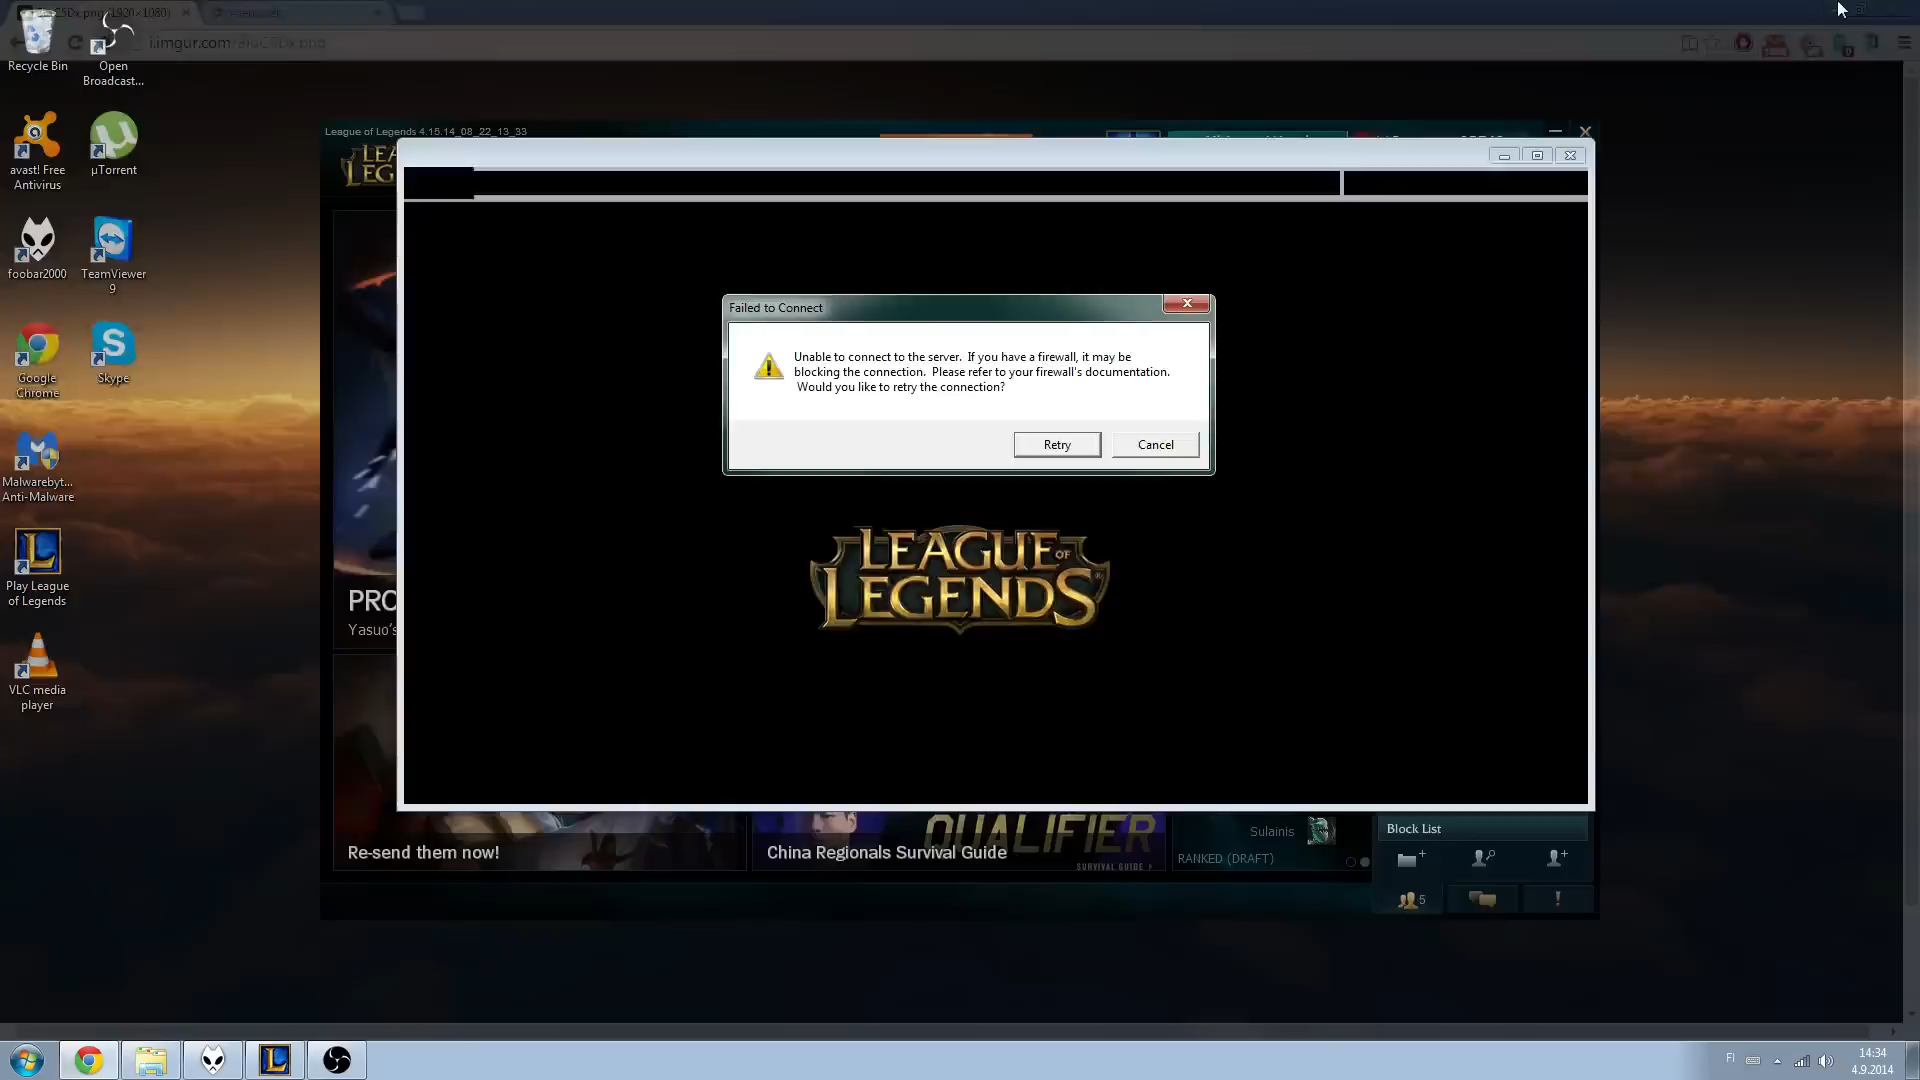 Recycle Bin
Open
Broadcast...
i.imgur.com/
avast! Free
Antivirus
µTorrent
foobar2000
TeamViewer
9
Google
Chrome
Skype
Malwarebyt...
Anti-Malware
Play League
of Legends
VLC media
player
League of Legends 4.15.14_08_22_13_33
LEA
LEG
Failed to Connect
Unable to connect to the server.  If you have a firewall, it may be
blocking the connection.  Please refer to your firewall's documentation.
Would you like to retry the connection?
Retry
Cancel
LEAGUE OF
LEGENDS
PRO
Yasuo's
Re-send them now!
QUALIFIER
China Regionals Survival Guide
SURVIVAL GUIDE
Sulainis
RANKED (DRAFT)
Block List
5
FI
14:34
4.9.2014